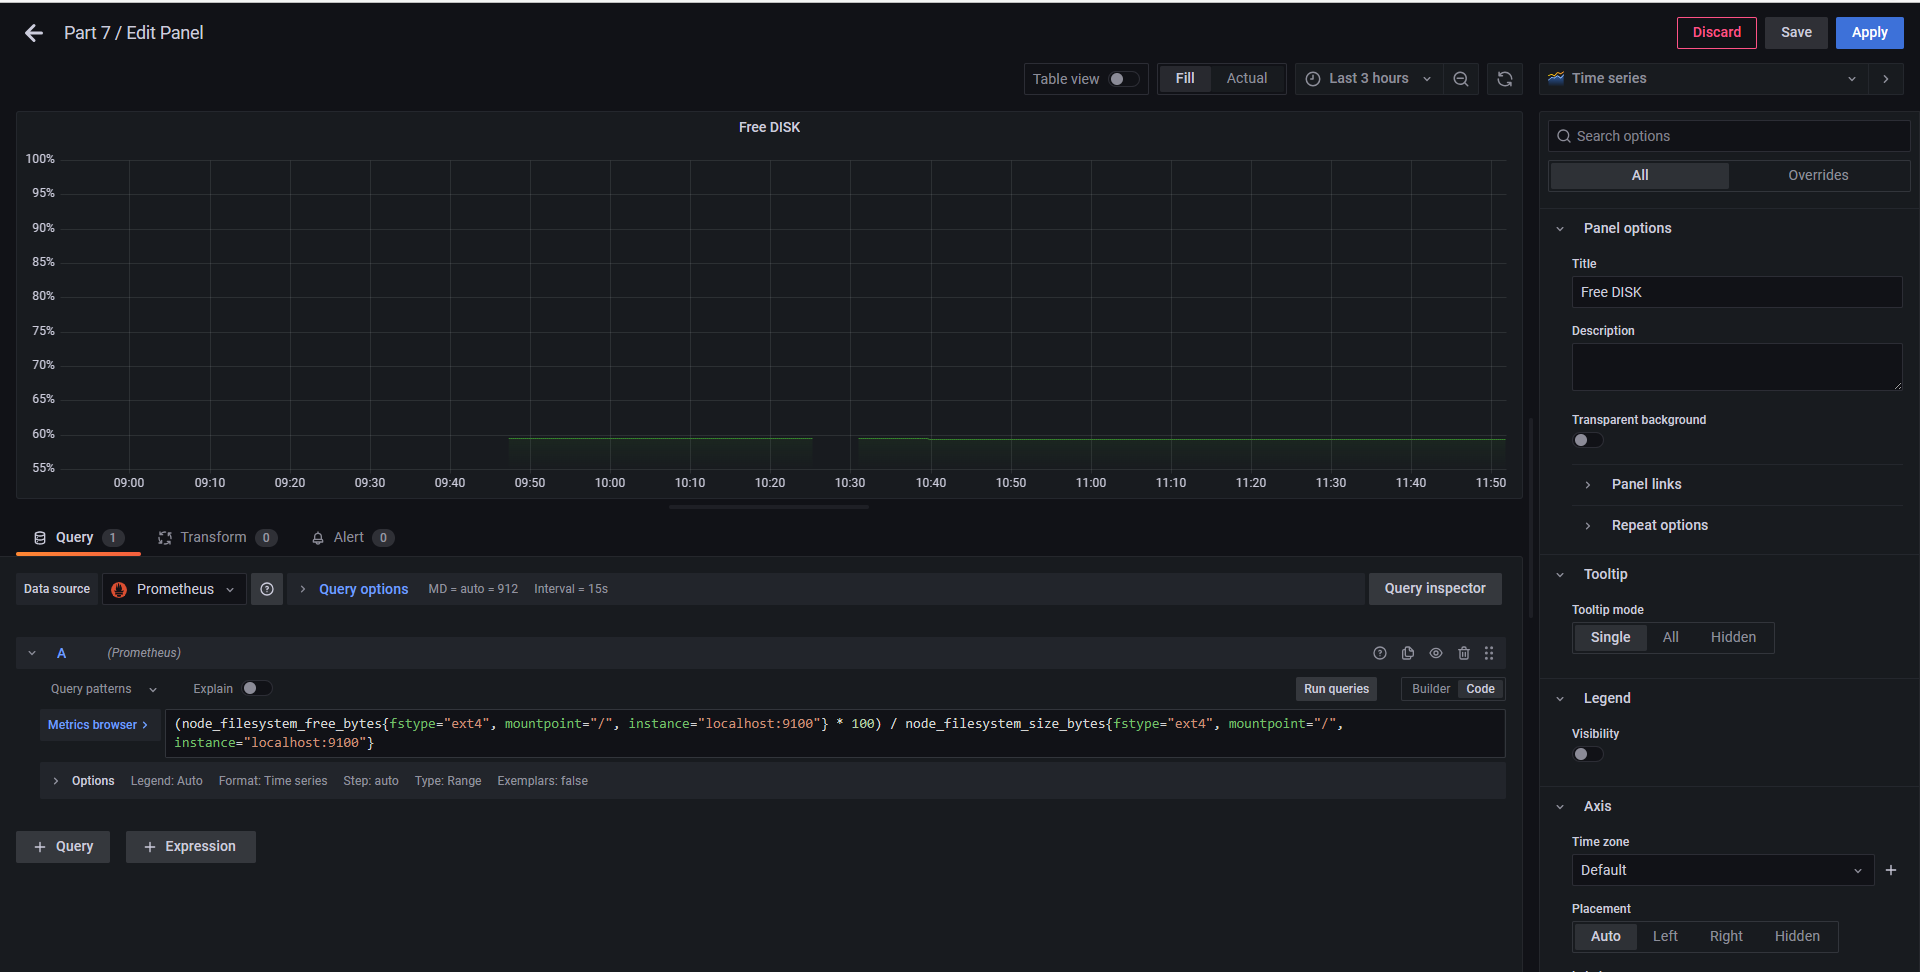 Part 7 / Edit Panel
Discard Save Apply
Table view Fill Actual Last 3 hours Time series
Free DISK
100%
95%
90%
85%
80%
75%
70%
65%
60%
55%
09:00 09:10 09:20 09:30 09:40 09:50 10:00 10:10 10:20 10:30 10:40 10:50 11:00 11:10 11:20 11:30 11:40 11:50
Query 1 Transform 0 Alert 0
Data source Prometheus Query options MD = auto = 912 Interval = 15s Query inspector
A (Prometheus)
Query patterns Explain Run queries Builder Code
Metrics browser > (node_filesystem_free_bytes{fstype="ext4", mountpoint="/", instance="localhost:9100"} * 100) / node_filesystem_size_bytes{fstype="ext4", mountpoint="/",
instance="localhost:9100"}
Options Legend: Auto Format: Time series Step: auto Type: Range Exemplars: false
+ Query + Expression
Search options
All Overrides
Panel options
Title
Free DISK
Description
Transparent background
Panel links
Repeat options
Tooltip
Tooltip mode
Single All Hidden
Legend
Visibility
Axis
Time zone
Default
Placement
Auto Left Right Hidden